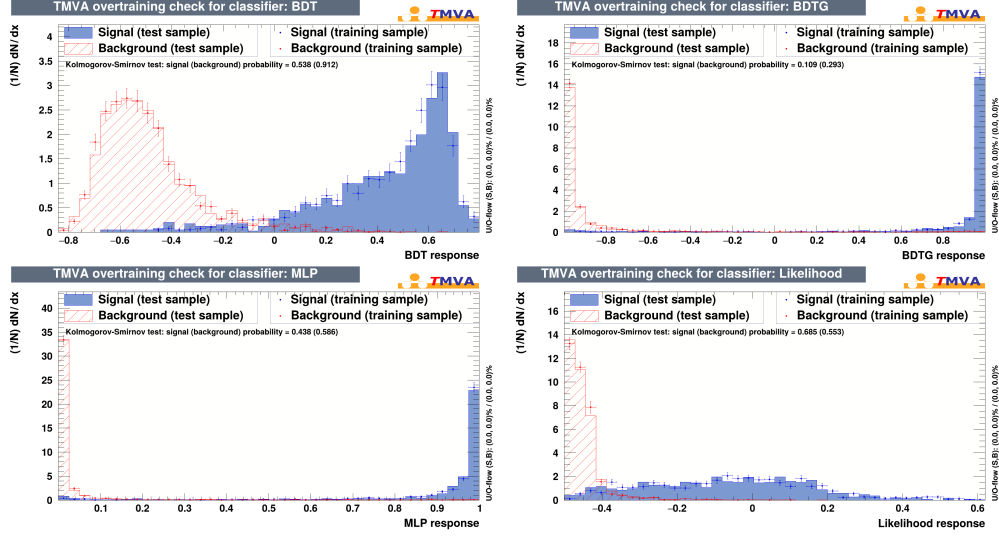 TMVA overtraining check for classifier: BDT
TMVA
Signal (test sample)
Signal (training sample)
Background (test sample)
Background (training sample)
Kolmogorov-Smirnov test: signal (background) probability = 0.538 (0.912)
(1/N) dN / dx
4
3.5
3
2.5
2
1.5
1
0.5
0
−0.8 −0.6 −0.4 −0.2 0 0.2 0.4 0.6
BDT response
U/O-flow (S,B): (0.0, 0.0)% / (0.0, 0.0)%
TMVA overtraining check for classifier: BDTG
TMVA
Signal (test sample)
Signal (training sample)
Background (test sample)
Background (training sample)
Kolmogorov-Smirnov test: signal (background) probability = 0.109 (0.293)
(1/N) dN / dx
18
16
14
12
10
8
6
4
2
0
−0.8 −0.6 −0.4 −0.2 0 0.2 0.4 0.6 0.8
BDTG response
U/O-flow (S,B): (0.0, 0.0)% / (0.0, 0.0)%
TMVA overtraining check for classifier: MLP
TMVA
Signal (test sample)
Signal (training sample)
Background (test sample)
Background (training sample)
Kolmogorov-Smirnov test: signal (background) probability = 0.438 (0.586)
(1/N) dN / dx
40
35
30
25
20
15
10
5
0
0.1 0.2 0.3 0.4 0.5 0.6 0.7 0.8 0.9 1
MLP response
U/O-flow (S,B): (0.0, 0.0)% / (0.0, 0.0)%
TMVA overtraining check for classifier: Likelihood
TMVA
Signal (test sample)
Signal (training sample)
Background (test sample)
Background (training sample)
Kolmogorov-Smirnov test: signal (background) probability = 0.685 (0.553)
(1/N) dN / dx
16
14
12
10
8
6
4
2
0
−0.4 −0.2 0 0.2 0.4 0.6
Likelihood response
U/O-flow (S,B): (0.0, 0.0)% / (0.0, 0.0)%